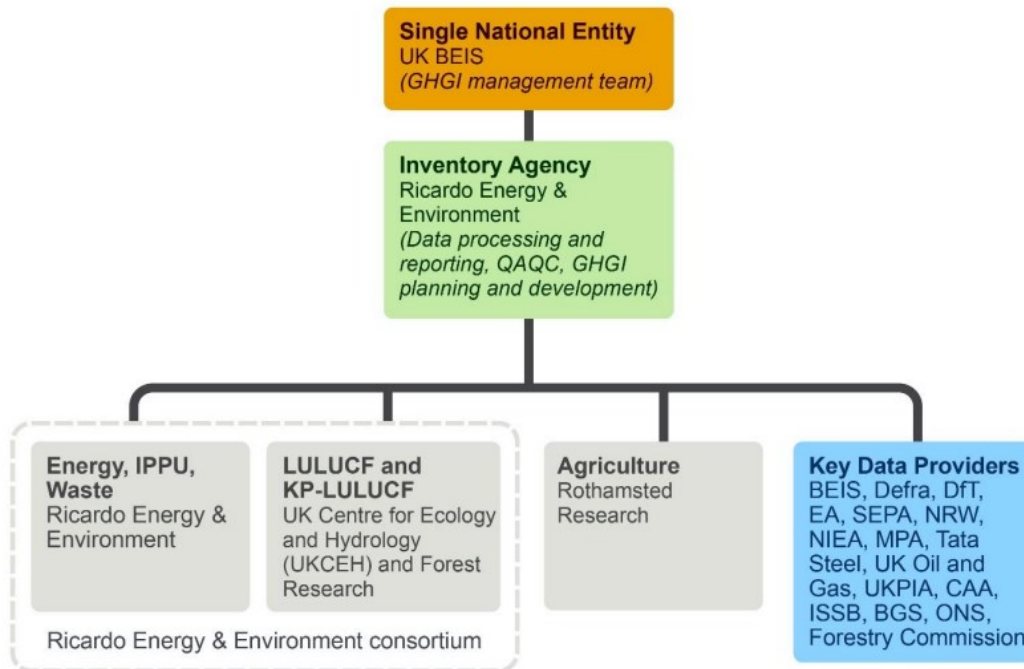 Single National Entity
UK BEIS
(GHGI management team)
Inventory Agency
Ricardo Energy &
Environment
(Data processing and
reporting, QAQC, GHGI
planning and development)
Energy, IPPU,
Waste
Ricardo Energy &
Environment
LULUCF and
KP-LULUCF
UK Centre for Ecology
and Hydrology
(UKCEH) and Forest
Research
Ricardo Energy & Environment consortium
Agriculture
Rothamsted
Research
Key Data Providers
BEIS, Defra, DfT,
EA, SEPA, NRW,
NIEA, MPA, Tata
Steel, UK Oil and
Gas, UKPIA, CAA,
ISSB, BGS, ONS,
Forestry Commission